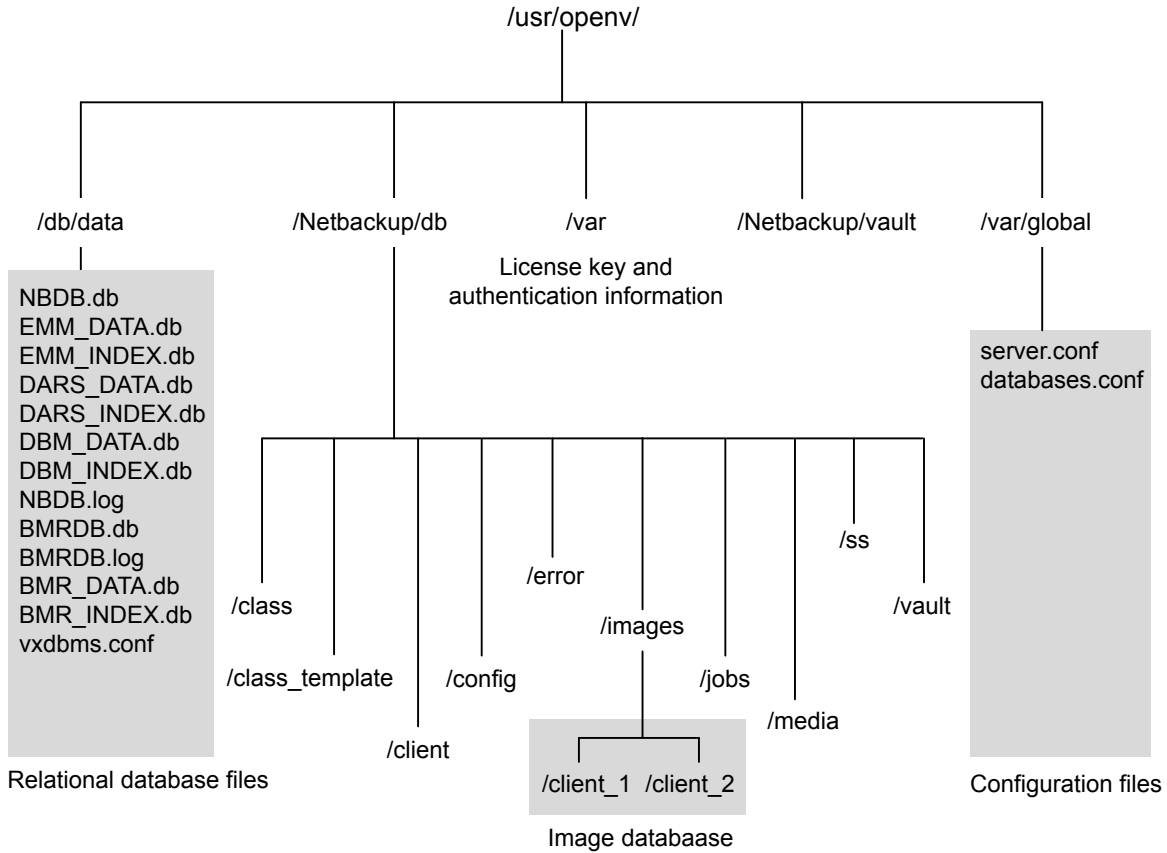 /usr/openv/
/db/data
/Netbackup/db
/var
/Netbackup/vault
/var/global
License key and
authentication information
NBDB.db
EMM_DATA.db
EMM_INDEX.db
DARS_DATA.db
DARS_INDEX.db
DBM_DATA.db
DBM_INDEX.db
NBDB.log
BMRDB.db
BMRDB.log
BMR_DATA.db
BMR_INDEX.db
vxdbms.conf
Relational database files
server.conf
databases.conf
Configuration files
/class
/class_template
/client
/config
/error
/images
/jobs
/media
/ss
/vault
/client_1
/client_2
Image databaase